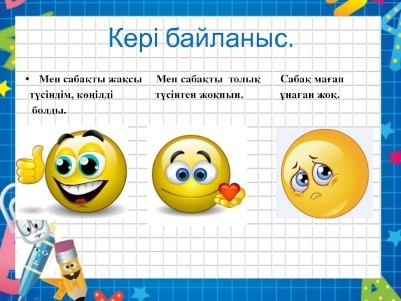 Кері байланыс.
• Мен сабақты жақсы түсіндім, көңілді болды.
Мен сабақты толық түсінген жоқпын.
Сабақ маған ұнаған жоқ.